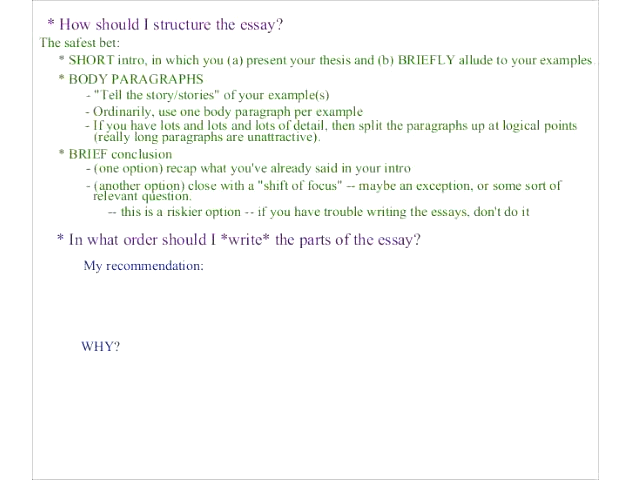 * How should I structure the essay?
The safest bet:
* SHORT intro, in which you (a) present your thesis and (b) BRIEFLY allude to your examples
* BODY PARAGRAPHS
- "Tell the story/stories" of your example(s)
- Ordinarily, use one body paragraph per example
- If you have lots and lots and lots of detail, then split the paragraphs up at logical points
(really long paragraphs are unattractive).
* BRIEF conclusion
- (one option) recap what you've already said in your intro
- (another option) close with a "shift of focus" -- maybe an exception, or some sort of
relevant question.
-- this is a riskier option -- if you have trouble writing the essays, don't do it
* In what order should I *write* the parts of the essay?
My recommendation:
WHY?